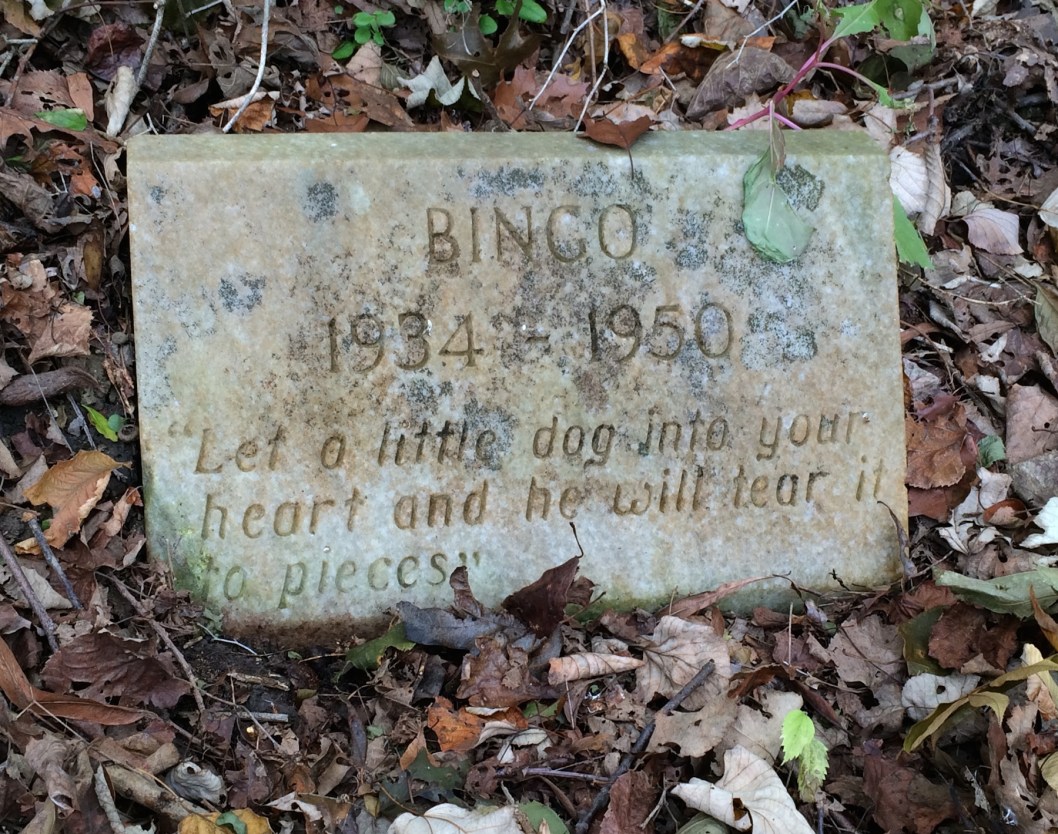 BINGO
1934 - 1950
“Let a little dog into your
heart and he will tear it
to pieces”